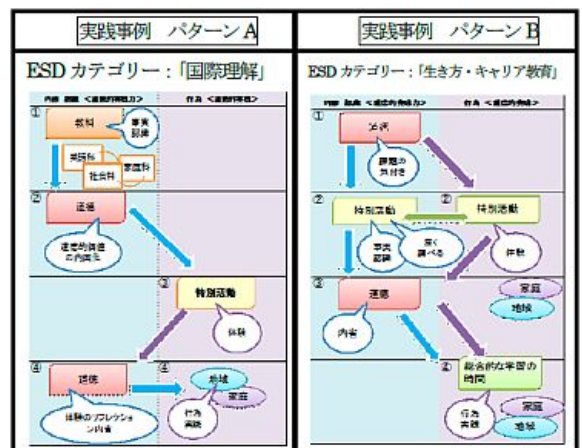 実践事例　パターンA
ESDカテゴリー：「国際理解」
①
教科
事実
認識
英語科
社会科
家庭科
②
道徳
道徳的価値
の内面化
③
特別活動
体験
④
道徳
体験のリフレクショ
ン内省
④
地域
家庭
行為
実践
実践事例　パターンB
ESDカテゴリー：「生き方・キャリア教育」
①
道徳
課題の
気付き
②
特別活動
事実
認識
深く
調べる
②
特別活動
体験
③
道徳
内省
家庭
地域
④
総合的な学習の
時間
行為
実践
家庭
地域